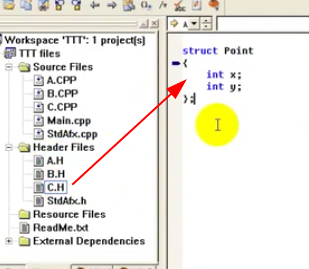 A
Workspace "TTT": 1 project(s)
TTT files
Source Files
A.CPP
B.CPP
C.CPP
Main.cpp
StdAfx.cpp
Header Files
A.H
B.H
C.H
StdAfx.h
Resource Files
ReadMe.txt
External Dependencies
struct Point
{
int x;
int y;
};